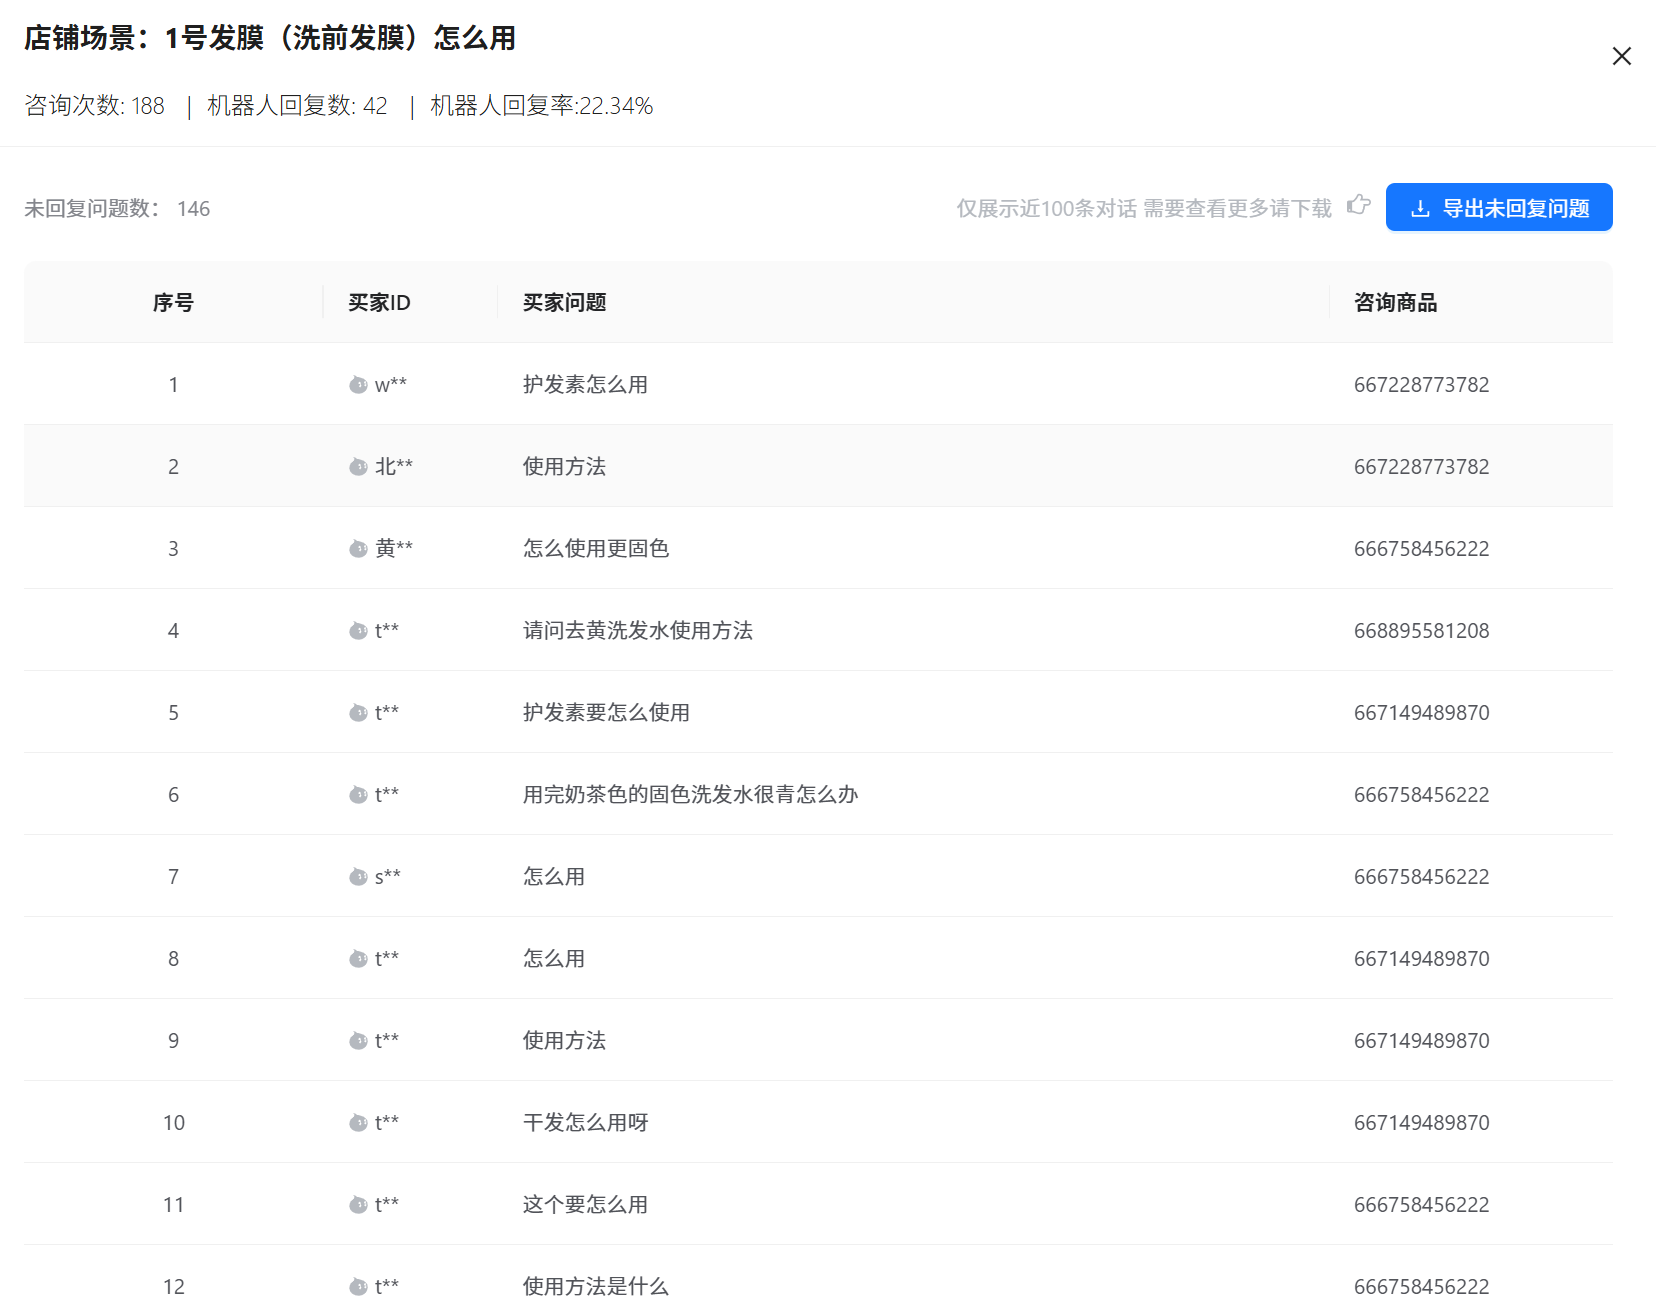 店铺场景：1号发膜（洗前发膜）怎么用
咨询次数: 188 | 机器人回复数: 42 | 机器人回复率:22.34%
未回复问题数： 146 仅展示近100条对话 需要查看更多请下载 导出未回复问题
序号 买家ID 买家问题 咨询商品
1 w** 护发素怎么用 667228773782
2 北** 使用方法 667228773782
3 黄** 怎么使用更固色 666758456222
4 t** 请问去黄洗发水使用方法 668895581208
5 t** 护发素要怎么使用 667149489870
6 t** 用完奶茶色的固色洗发水很青怎么办 666758456222
7 s** 怎么用 666758456222
8 t** 怎么用 667149489870
9 t** 使用方法 667149489870
10 t** 干发怎么用呀 667149489870
11 t** 这个要怎么用 666758456222
12 t** 使用方法是什么 666758456222